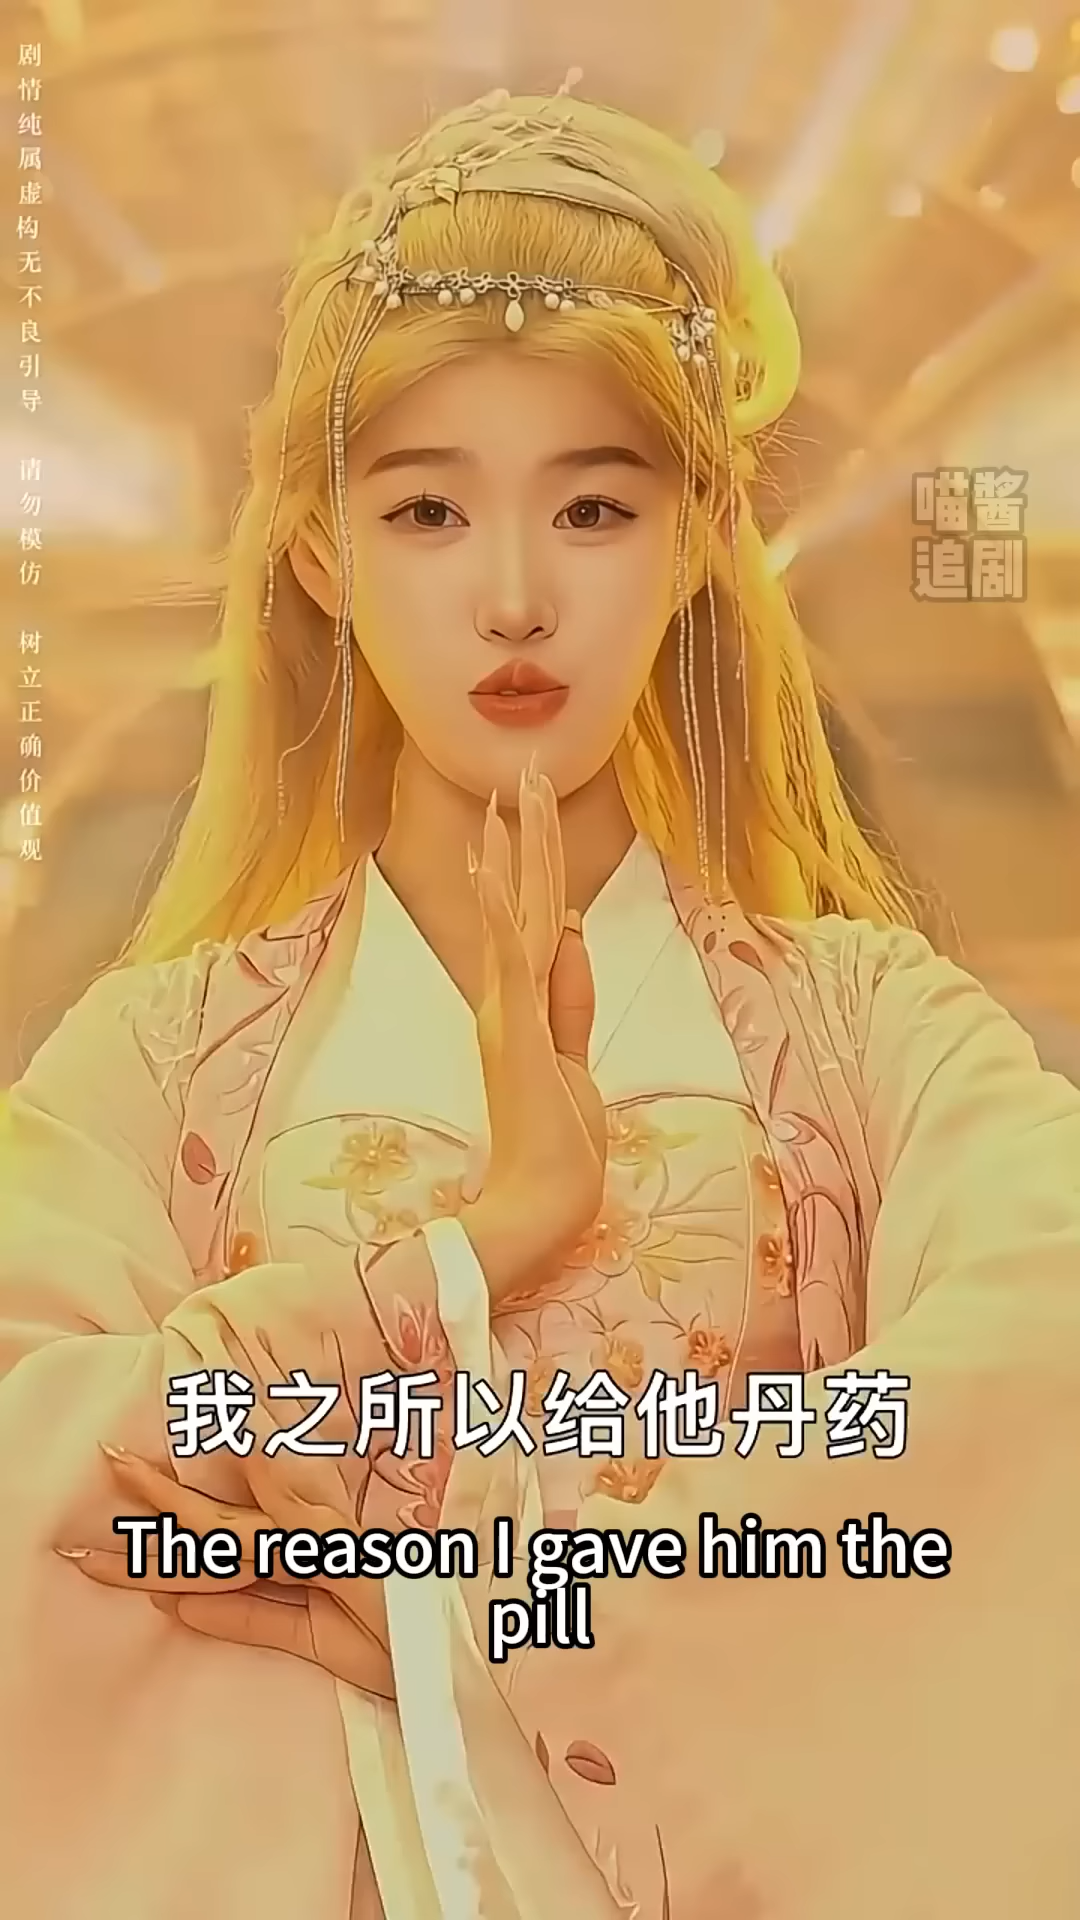 剧情纯属虚构无不良引导 请勿模仿 树立正确价值观
喵酱
追剧
我之所以给他丹药
The reason I gave him the
pill